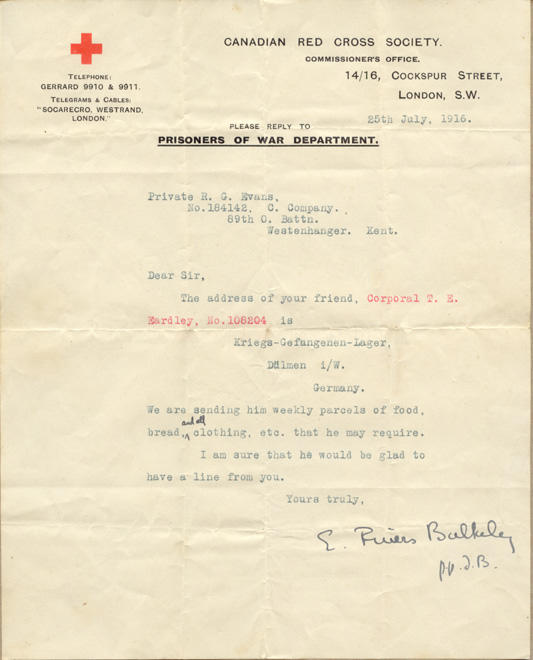 CANADIAN RED CROSS SOCIETY.
COMMISSIONER'S OFFICE.
14/16, COCKSPUR STREET,
LONDON, S.W.
TELEPHONE:
GERRARD 9910 & 9911.
TELEGRAMS & CABLES:
"SOCARECRO, WESTRAND,
LONDON."
25th July, 1916.
PLEASE REPLY TO
PRISONERS OF WAR DEPARTMENT.
Private R. G. Evans,
No.184142, C. Company.
89th O. Battn.
Westenhanger. Kent.
Dear Sir,
The address of your friend, Corporal T. E.
Eardley, No.108204 is
Kriegs-Gefangenen-Lager,
Dülmen i/W.
Germany.
We are sending him weekly parcels of food,
and all
bread, clothing, etc. that he may require.
I am sure that he would be glad to
have a line from you.
Yours truly,
E. Rivers Bulkeley
p.p. J.B.